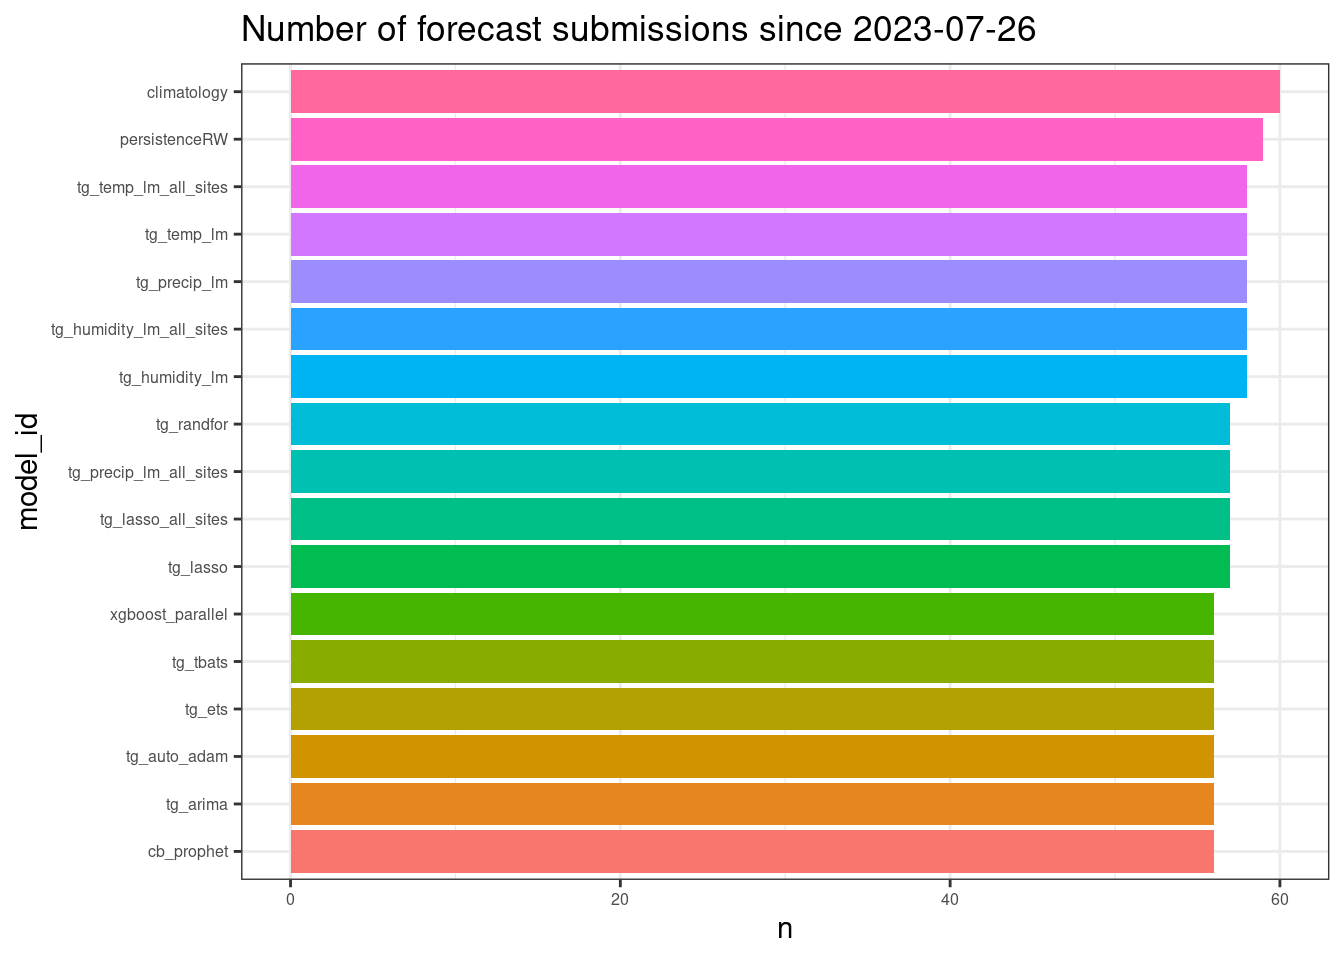 Number of forecast submissions since 2023-07-26
climatology
persistenceRW
tg_temp_lm_all_sites
tg_temp_lm
tg_precip_lm
tg_humidity_lm_all_sites
tg_humidity_lm
tg_randfor
tg_precip_lm_all_sites
tg_lasso_all_sites
tg_lasso
xgboost_parallel
tg_tbats
tg_ets
tg_auto_adam
tg_arima
cb_prophet
model_id
0 20 40 60
n